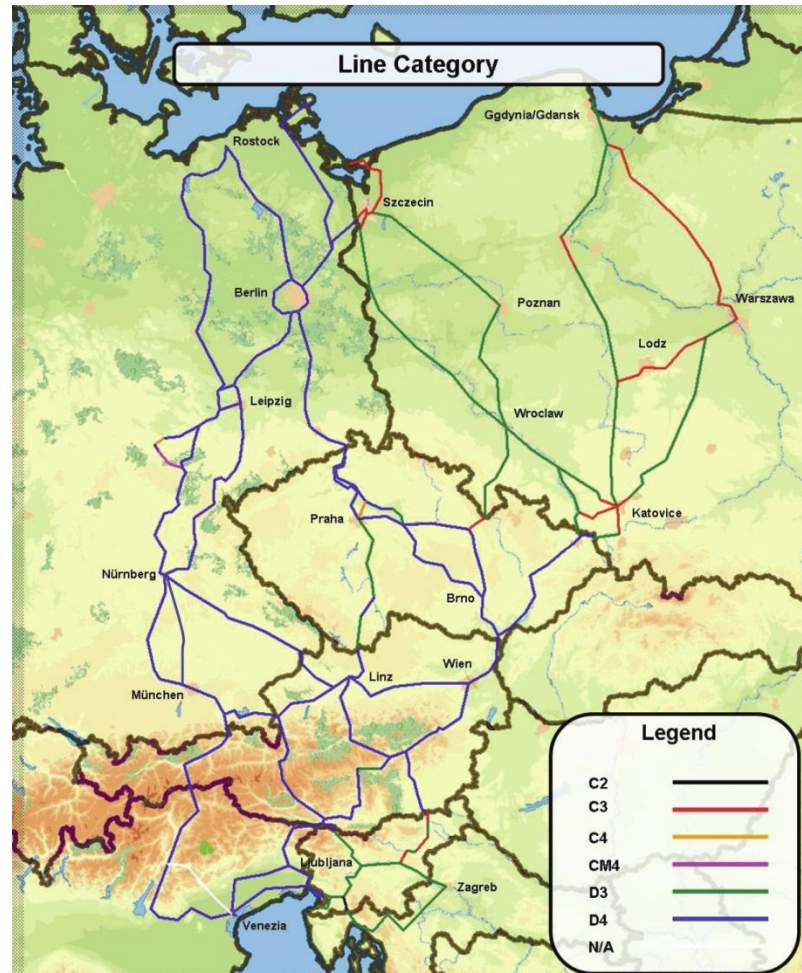 Line Category
Ggdynia/Gdansk
Rostock
Szczecin
Berlin
Poznan
Warszawa
Lodz
Leipzig
Wroclaw
Praha
Katovice
Nürnberg
Brno
Linz
Wien
München
Ljubljana
Zagreb
Venezia
Legend
C2
C3
C4
CM4
D3
D4
N/A